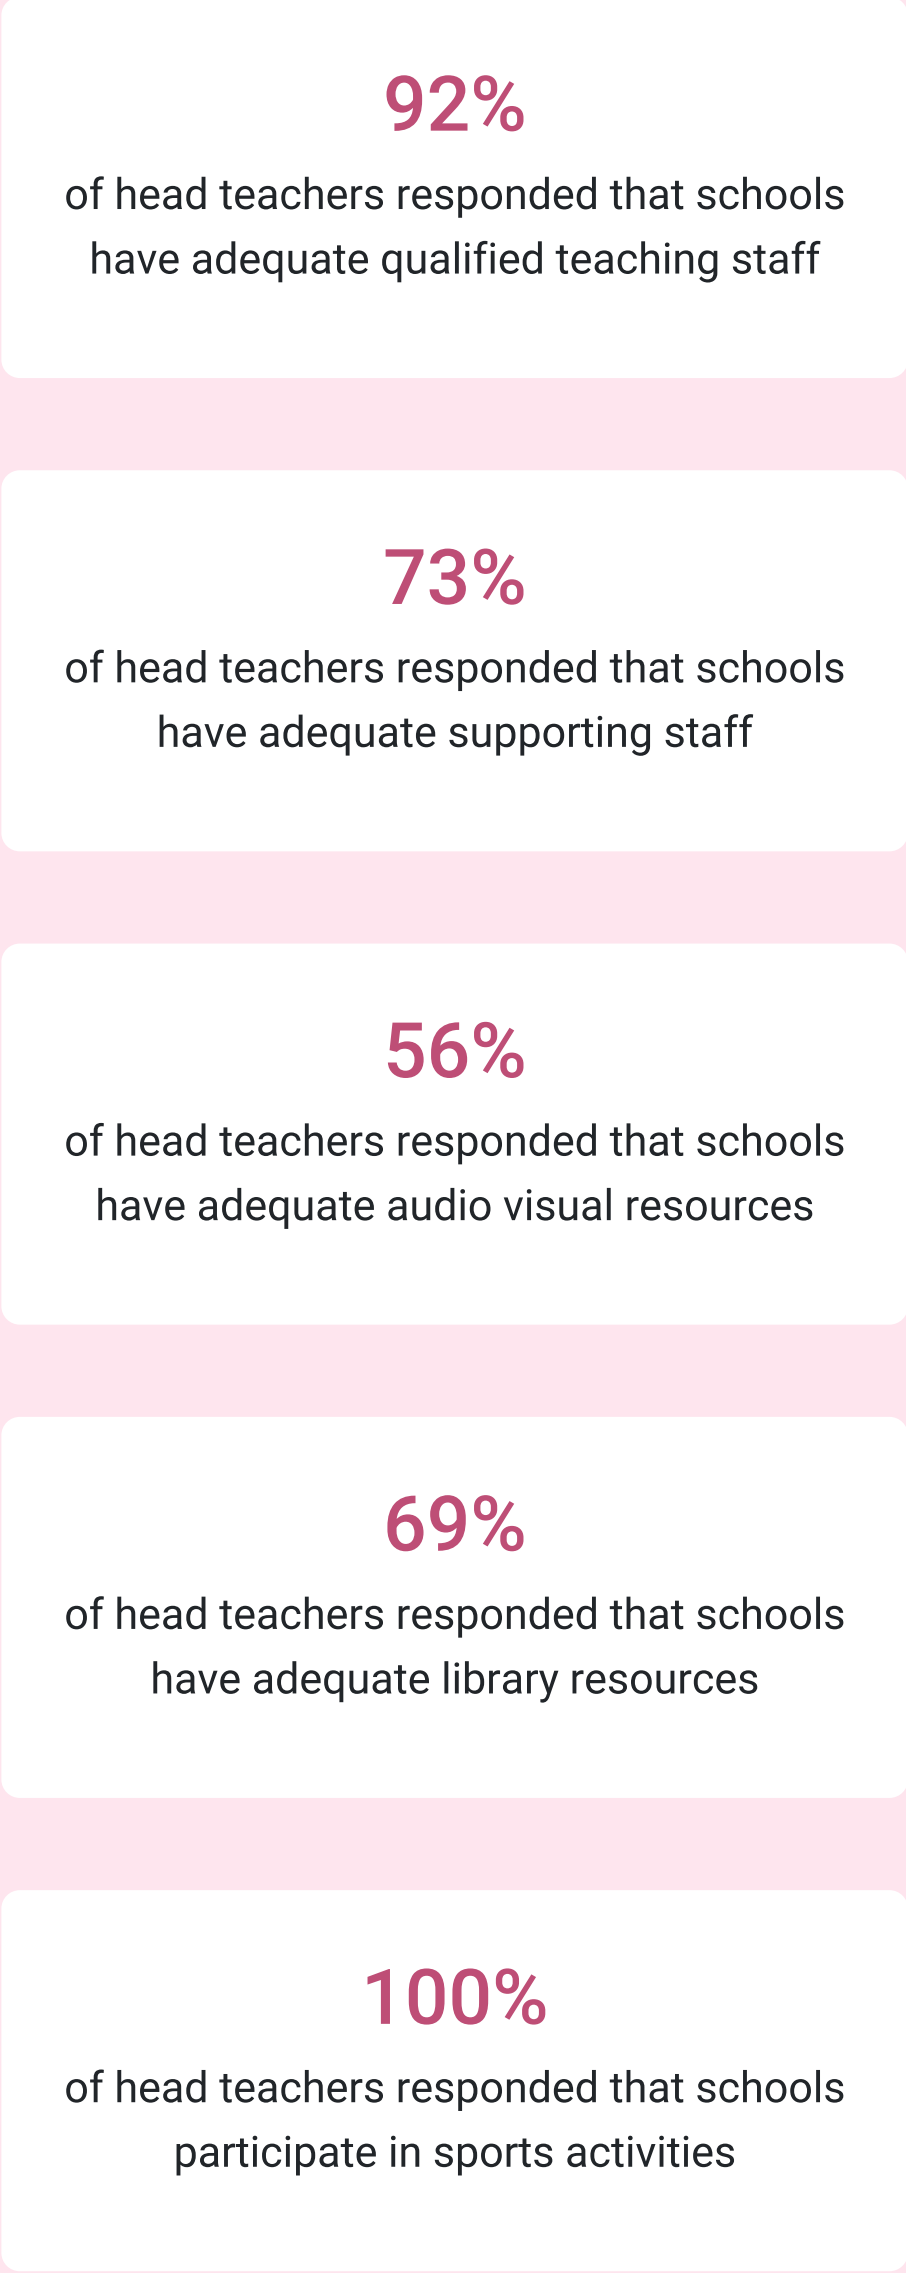 92%
of head teachers responded that schools
have adequate qualified teaching staff
73%
of head teachers responded that schools
have adequate supporting staff
56%
of head teachers responded that schools
have adequate audio visual resources
69%
of head teachers responded that schools
have adequate library resources
100%
of head teachers responded that schools
participate in sports activities